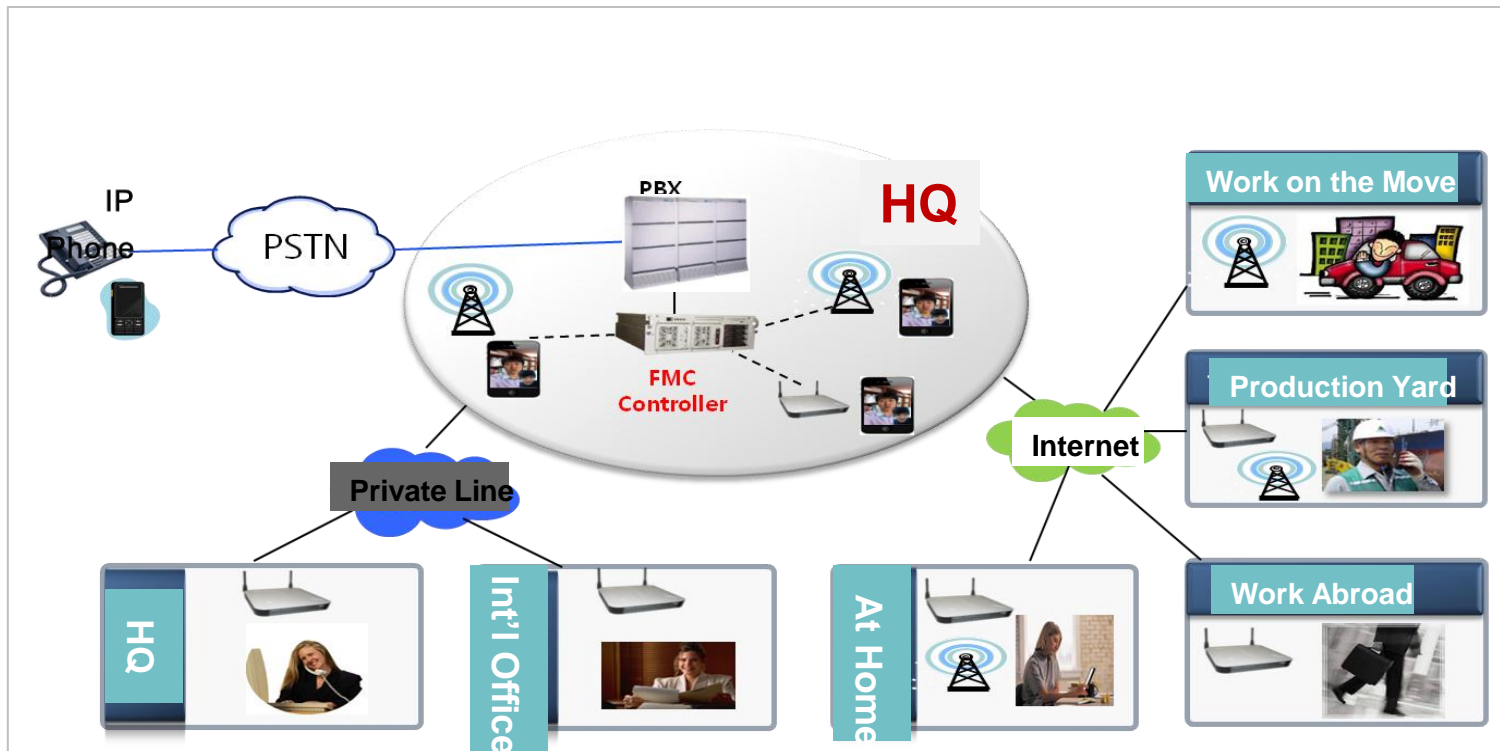 IP
Phone
PSTN
PBX
HQ
FMC
Controller
Work on the Move
Production Yard
Internet
Private Line
Work Abroad
HQ
Int'l Office
At Home